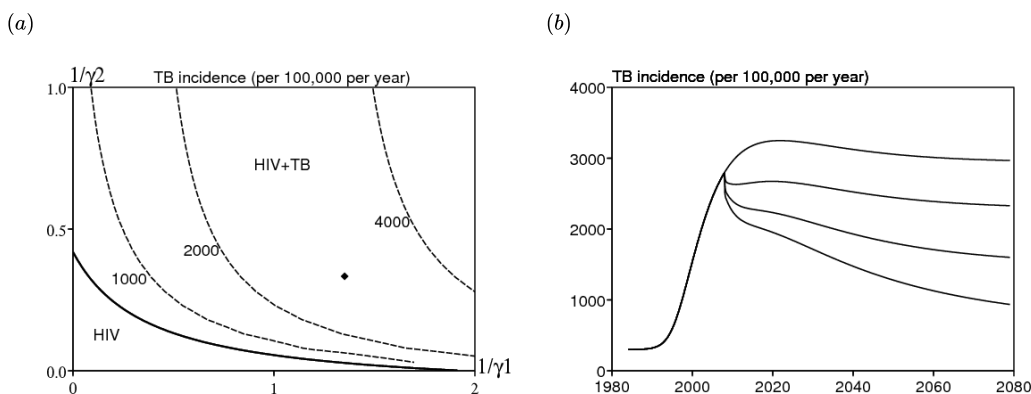 (a)
(b)
1/γ2
TB incidence (per 100,000 per year)
1.0
HIV+TB
4000
0.5
2000
1000
HIV
0.0
1/γ1
0
1
2
TB incidence (per 100,000 per year)
4000
3000
2000
1000
0
1980
2000
2020
2040
2060
2080